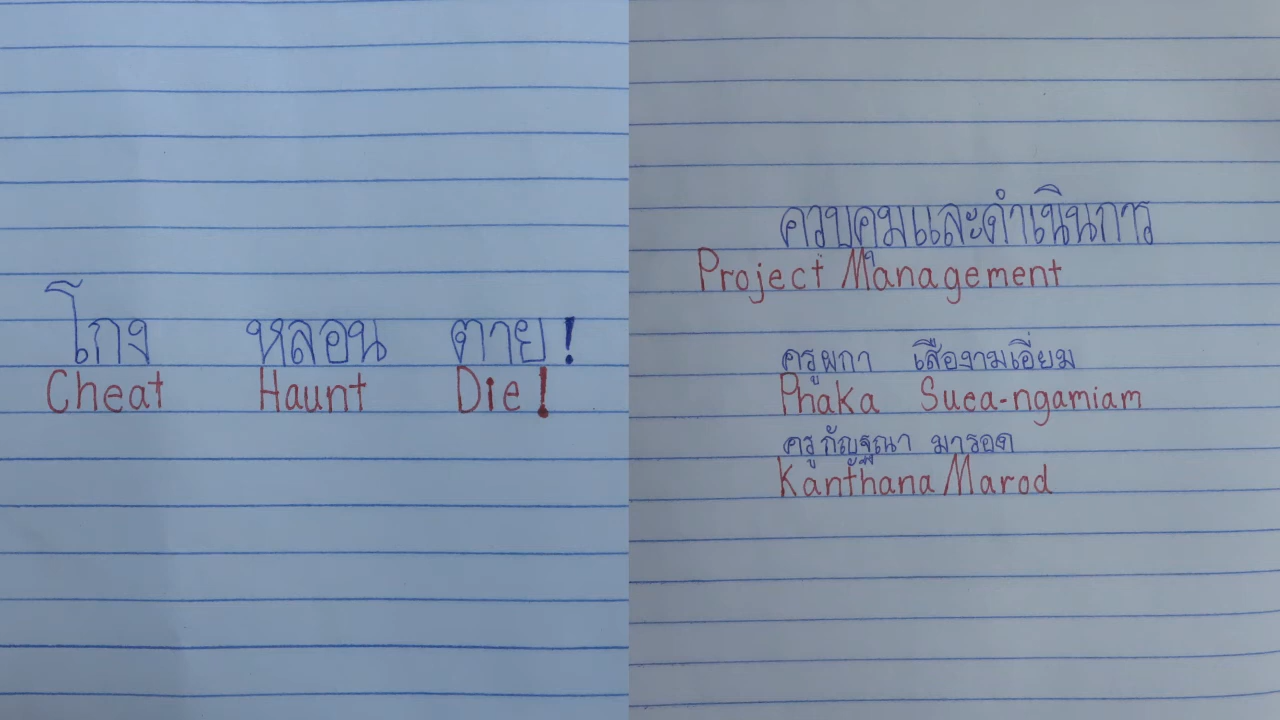 โกง หลอน ตาย!
Cheat Haunt Die!
ควบคุมและดำเนินการ
Project Management
ครูผกา เสืองามเอี่ยม
Phaka Suea-ngamiam
ครูกัญฐณา มารอด
Kanthana Marod